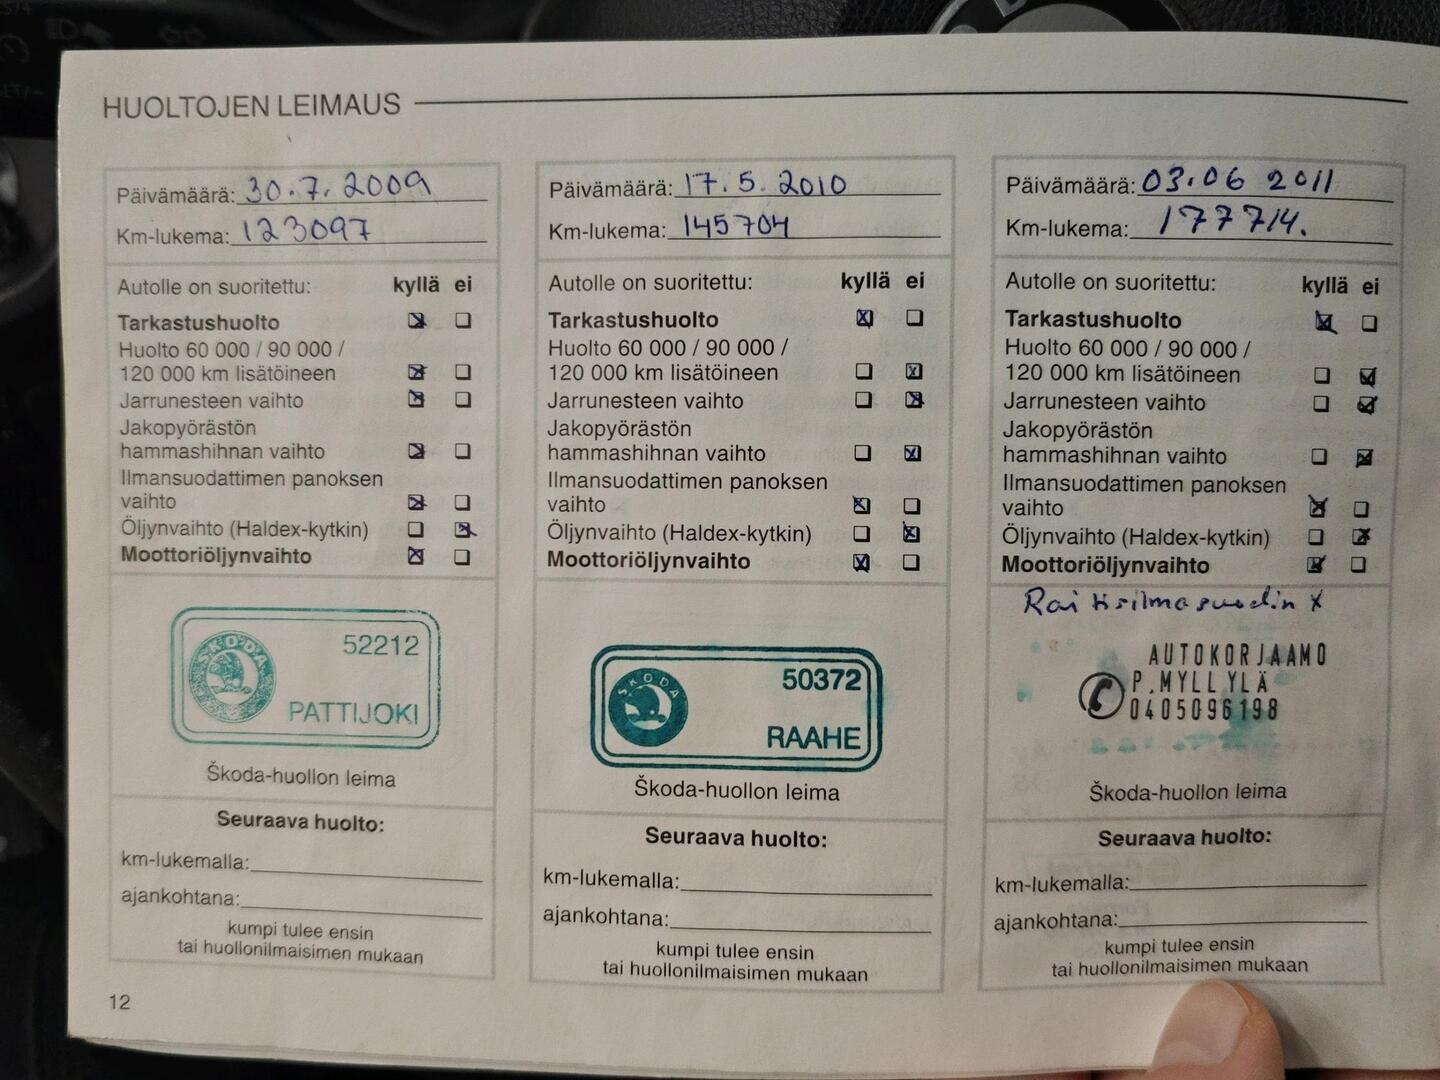 HUOLTOJEN LEIMAUS
Päivämäärä: 30.7.2009
Km-lukema: 123097
Autolle on suoritettu: kyllä ei
Tarkastushuolto
Huolto 60 000 / 90 000 /
120 000 km lisätöineen
Jarrunesteen vaihto
Jakopyörästön
hammashihnan vaihto
Ilmansuodattimen panoksen
vaihto
Öljynvaihto (Haldex-kytkin)
Moottoriöljynvaihto
SKODA
52212
PATTIJOKI
Škoda-huollon leima
Seuraava huolto:
km-lukemalla:
ajankohtana:
kumpi tulee ensin
tai huollonilmaisimen mukaan
12
Päivämäärä: 17.5.2010
Km-lukema: 145704
Autolle on suoritettu: kyllä ei
Tarkastushuolto
Huolto 60 000 / 90 000 /
120 000 km lisätöineen
Jarrunesteen vaihto
Jakopyörästön
hammashihnan vaihto
Ilmansuodattimen panoksen
vaihto
Öljynvaihto (Haldex-kytkin)
Moottoriöljynvaihto
SKODA
50372
RAAHE
Škoda-huollon leima
Seuraava huolto:
km-lukemalla:
ajankohtana:
kumpi tulee ensin
tai huollonilmaisimen mukaan
Päivämäärä: 03.06 2011
Km-lukema: 177714.
Autolle on suoritettu: kyllä ei
Tarkastushuolto
Huolto 60 000 / 90 000 /
120 000 km lisätöineen
Jarrunesteen vaihto
Jakopyörästön
hammashihnan vaihto
Ilmansuodattimen panoksen
vaihto
Öljynvaihto (Haldex-kytkin)
Moottoriöljynvaihto
Raitisilmasuodin x
AUTOKORJAAMO
P.MYLLYLÄ
0405096198
Škoda-huollon leima
Seuraava huolto:
km-lukemalla:
ajankohtana:
kumpi tulee ensin
tai huollonilmaisimen mukaan